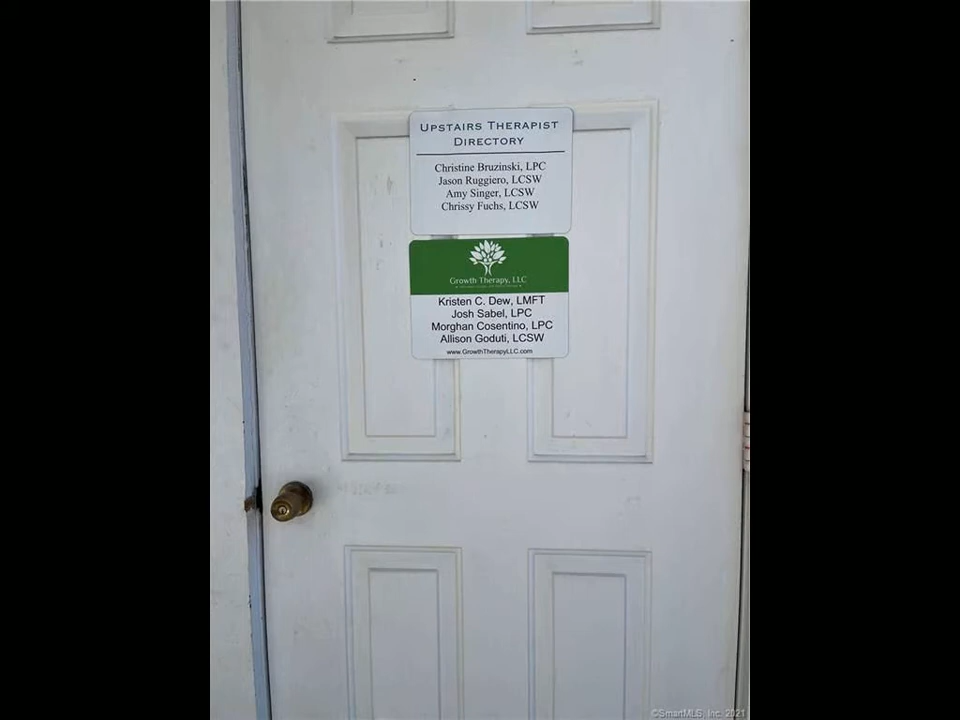 UPSTAIRS THERAPIST
DIRECTORY
Christine Bruzinski, LPC
Jason Ruggiero, LCSW
Amy Singer, LCSW
Chrissy Fuchs, LCSW
Growth Therapy, LLC
Kristen C. Dew, LMFT
Josh Sabel, LPC
Morghan Cosentino, LPC
Allison Goduti, LCSW
www.GrowthTherapyLLC.com
©SmartMLS, Inc. 2021